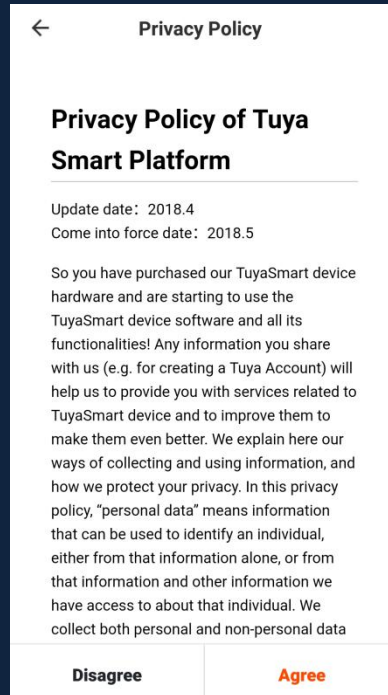 Privacy Policy
Privacy Policy of Tuya
Smart Platform
Update date：2018.4
Come into force date：2018.5
So you have purchased our TuyaSmart device
hardware and are starting to use the
TuyaSmart device software and all its
functionalities! Any information you share
with us (e.g. for creating a Tuya Account) will
help us to provide you with services related to
TuyaSmart device and to improve them to
make them even better. We explain here our
ways of collecting and using information, and
how we protect your privacy. In this privacy
policy, “personal data” means information
that can be used to identify an individual,
either from that information alone, or from
that information and other information we
have access to about that individual. We
collect both personal and non-personal data
Disagree
Agree